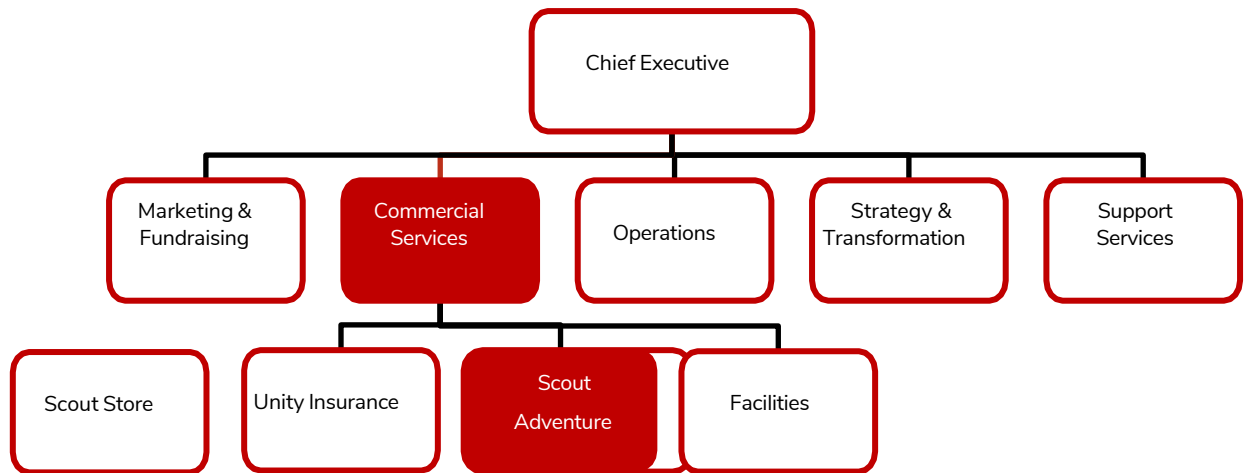 Chief Executive
Marketing &
Fundraising
Commercial
Services
Operations
Strategy &
Transformation
Support
Services
Scout Store
Unity Insurance
Scout
Adventure
Facilities